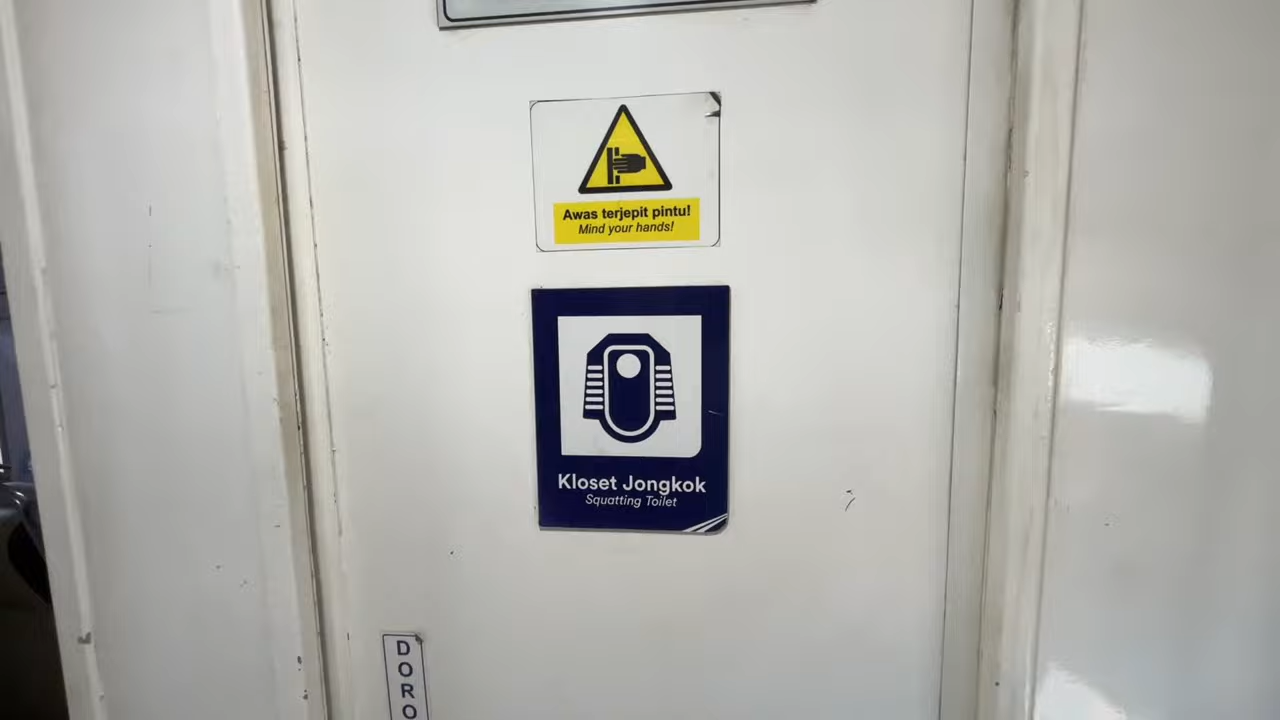 Awas terjepit pintu!
Mind your hands!
Kloset Jongkok
Squatting Toilet
DORO